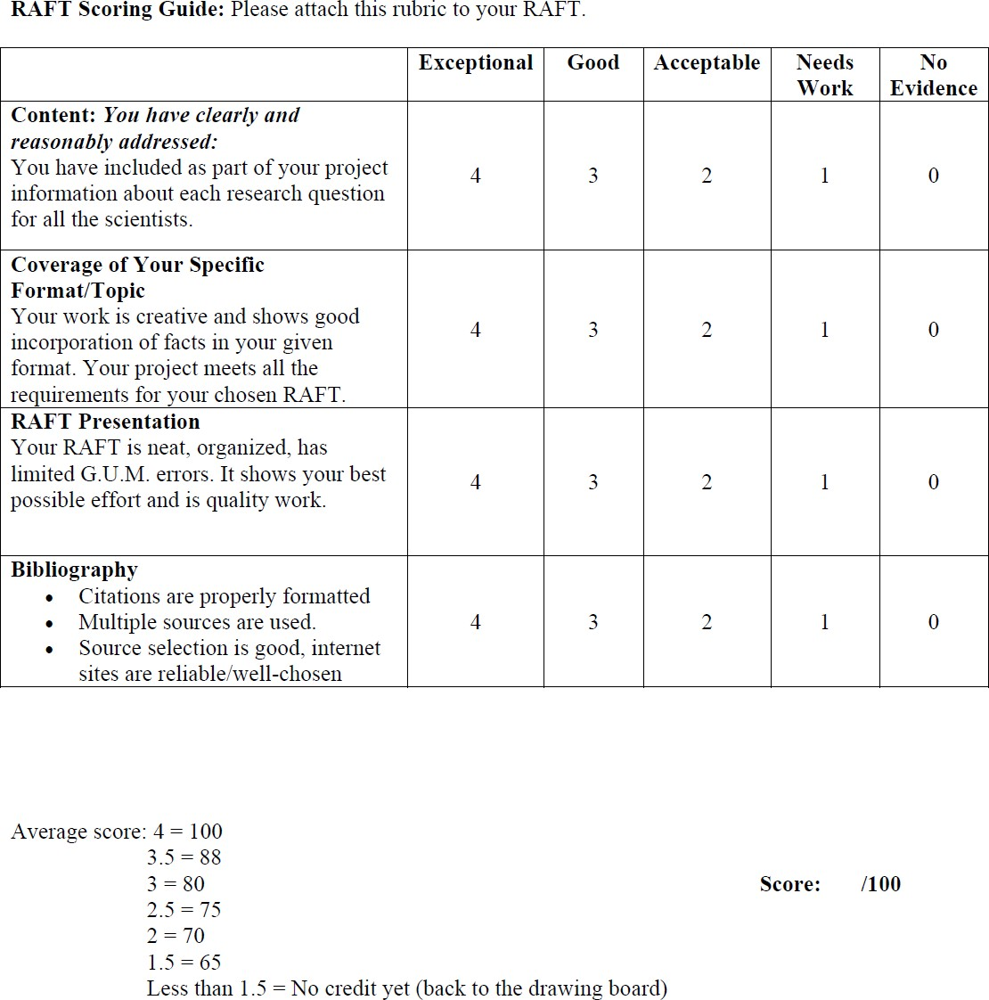 RAFT Scoring Guide: Please attach this rubric to your RAFT.
Exceptional Good Acceptable Needs Work No Evidence
Content: You have clearly and
reasonably addressed:
You have included as part of your project
information about each research question
for all the scientists.
4 3 2 1 0
Coverage of Your Specific
Format/Topic
Your work is creative and shows good
incorporation of facts in your given
format. Your project meets all the
requirements for your chosen RAFT.
4 3 2 1 0
RAFT Presentation
Your RAFT is neat, organized, has
limited G.U.M. errors. It shows your best
possible effort and is quality work.
4 3 2 1 0
Bibliography
• Citations are properly formatted
• Multiple sources are used.
• Source selection is good, internet
sites are reliable/well-chosen
4 3 2 1 0
Average score: 4 = 100
3.5 = 88
3 = 80
Score: /100
2.5 = 75
2 = 70
1.5 = 65
Less than 1.5 = No credit yet (back to the drawing board)